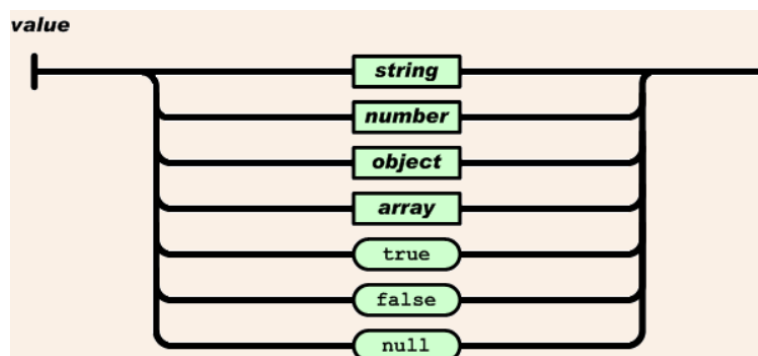 value
string
number
object
array
true
false
null